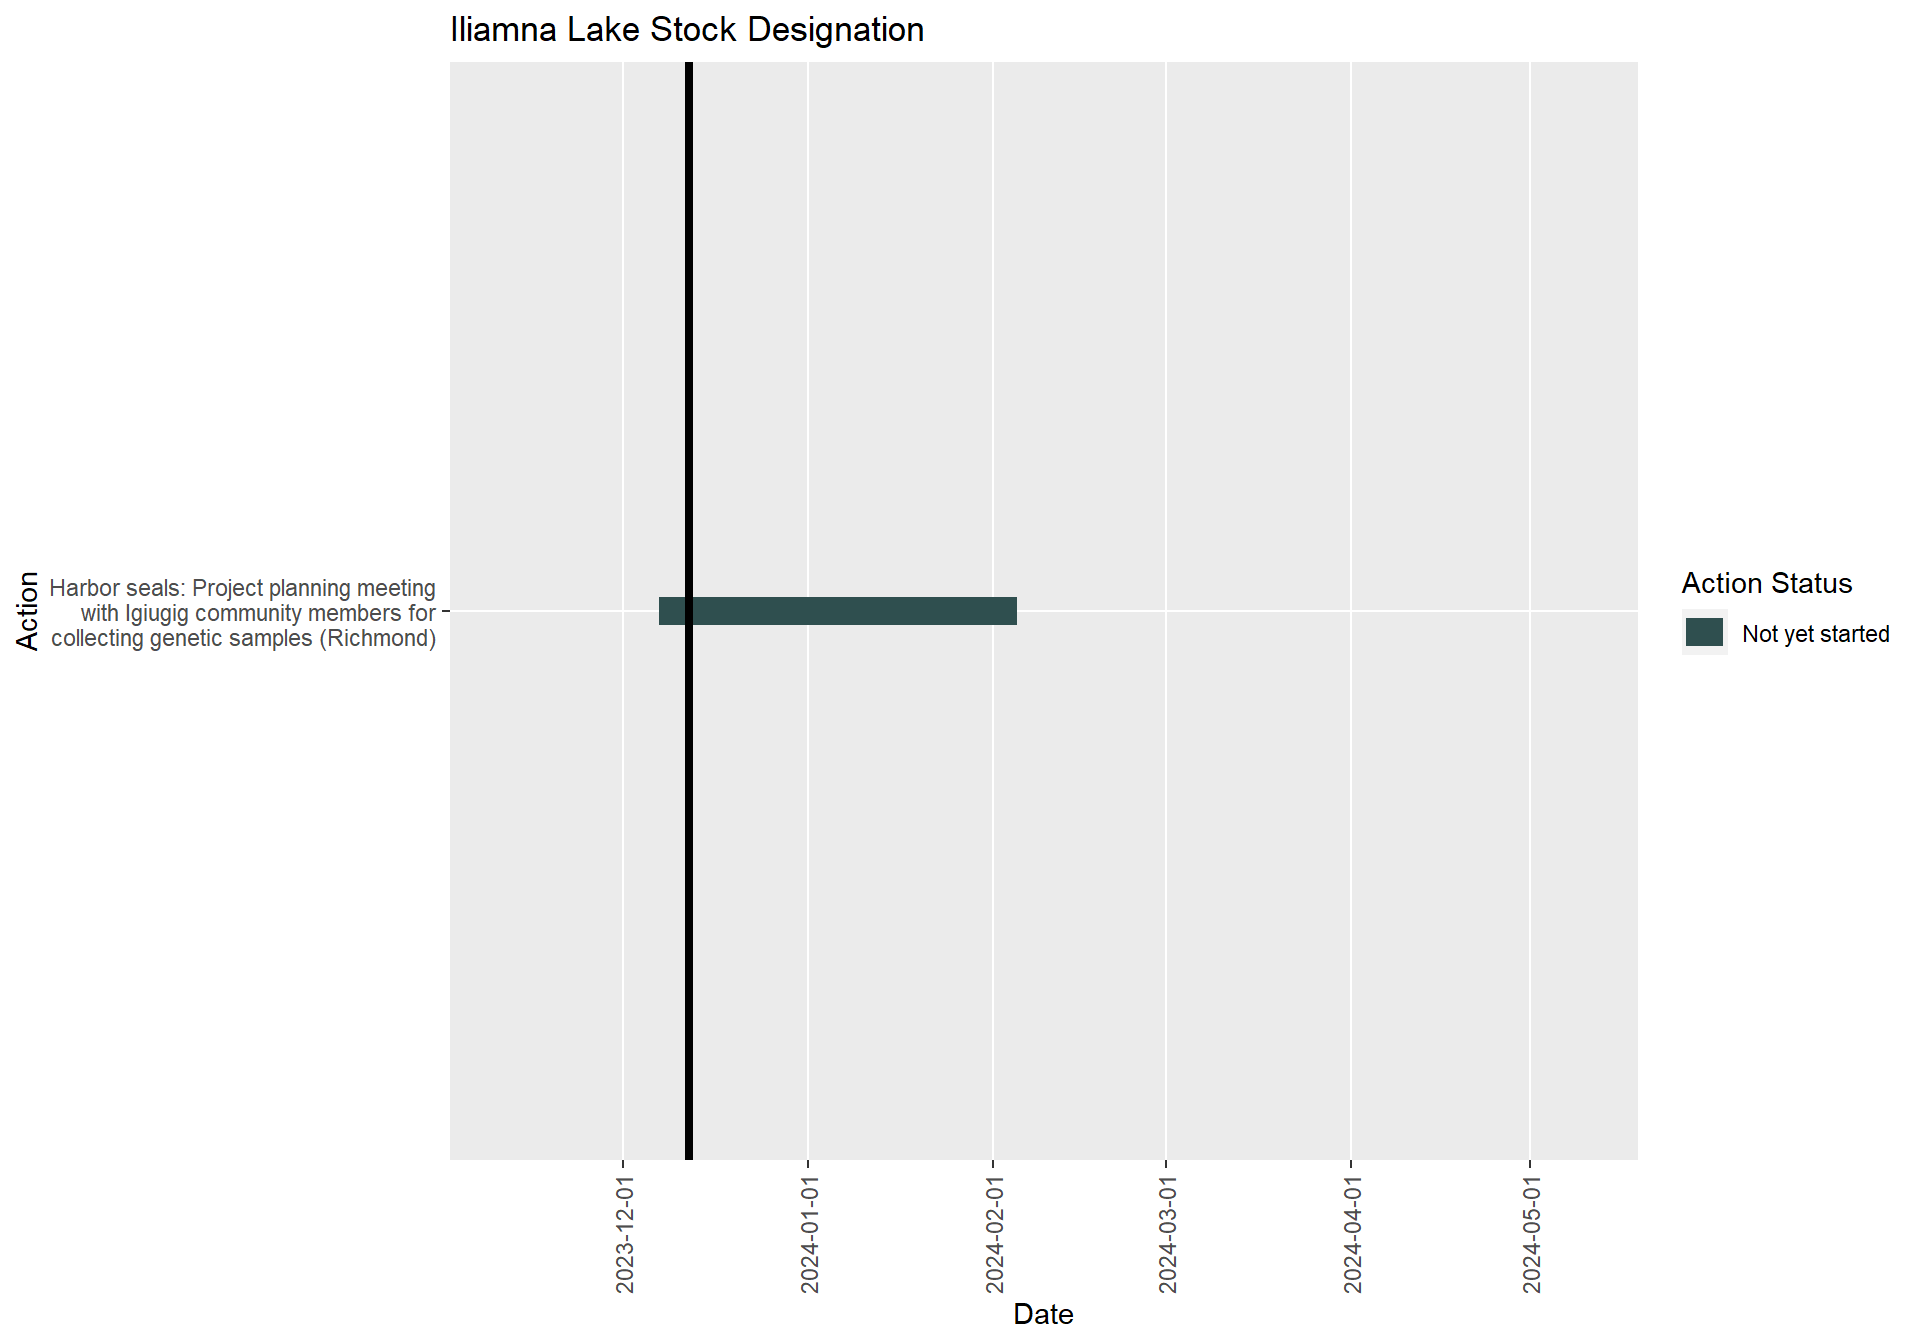 Iliamna Lake Stock Designation
Action
Harbor seals: Project planning meeting
with Igiugig community members for
collecting genetic samples (Richmond)
Action Status
Not yet started
2023-12-01
2024-01-01
2024-02-01
2024-03-01
2024-04-01
2024-05-01
Date